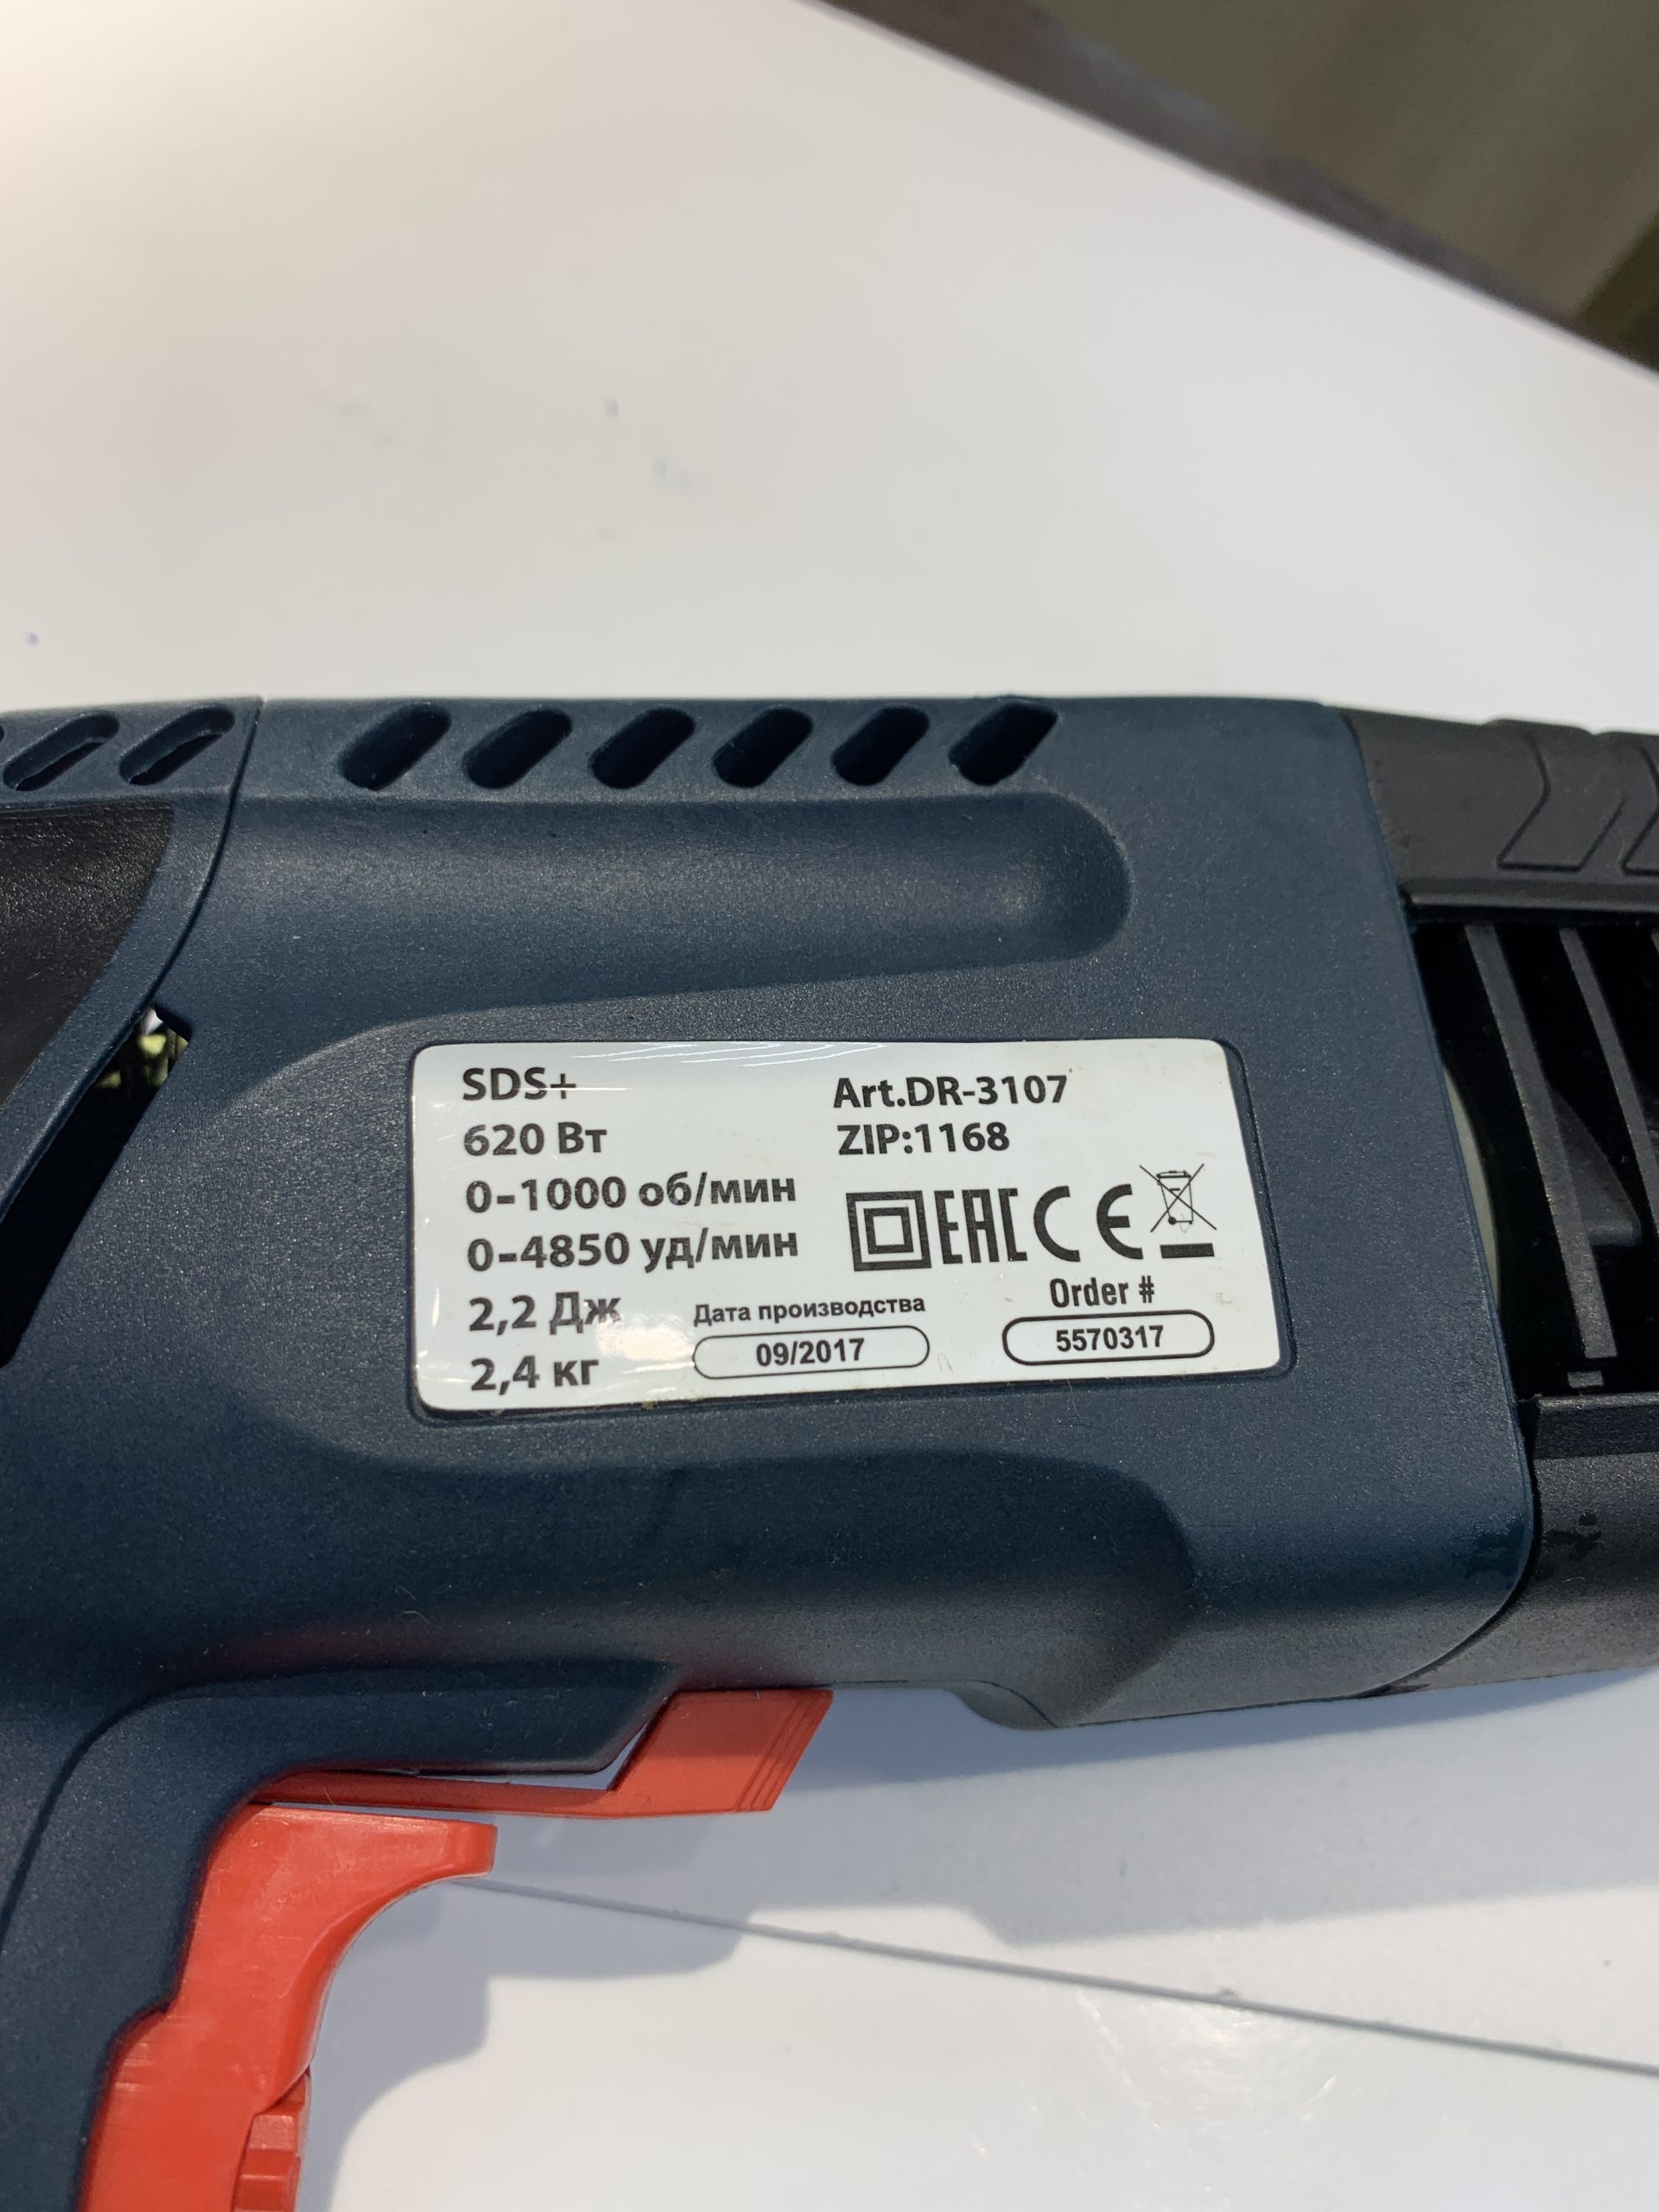 SDS+
620 Вт
0-1000 об/мин
0-4850 уд/мин
2,2 Дж
2,4 кг
Art.DR-3107
ZIP:1168
EAC CE
Дата производства
09/2017
Order #
5570317